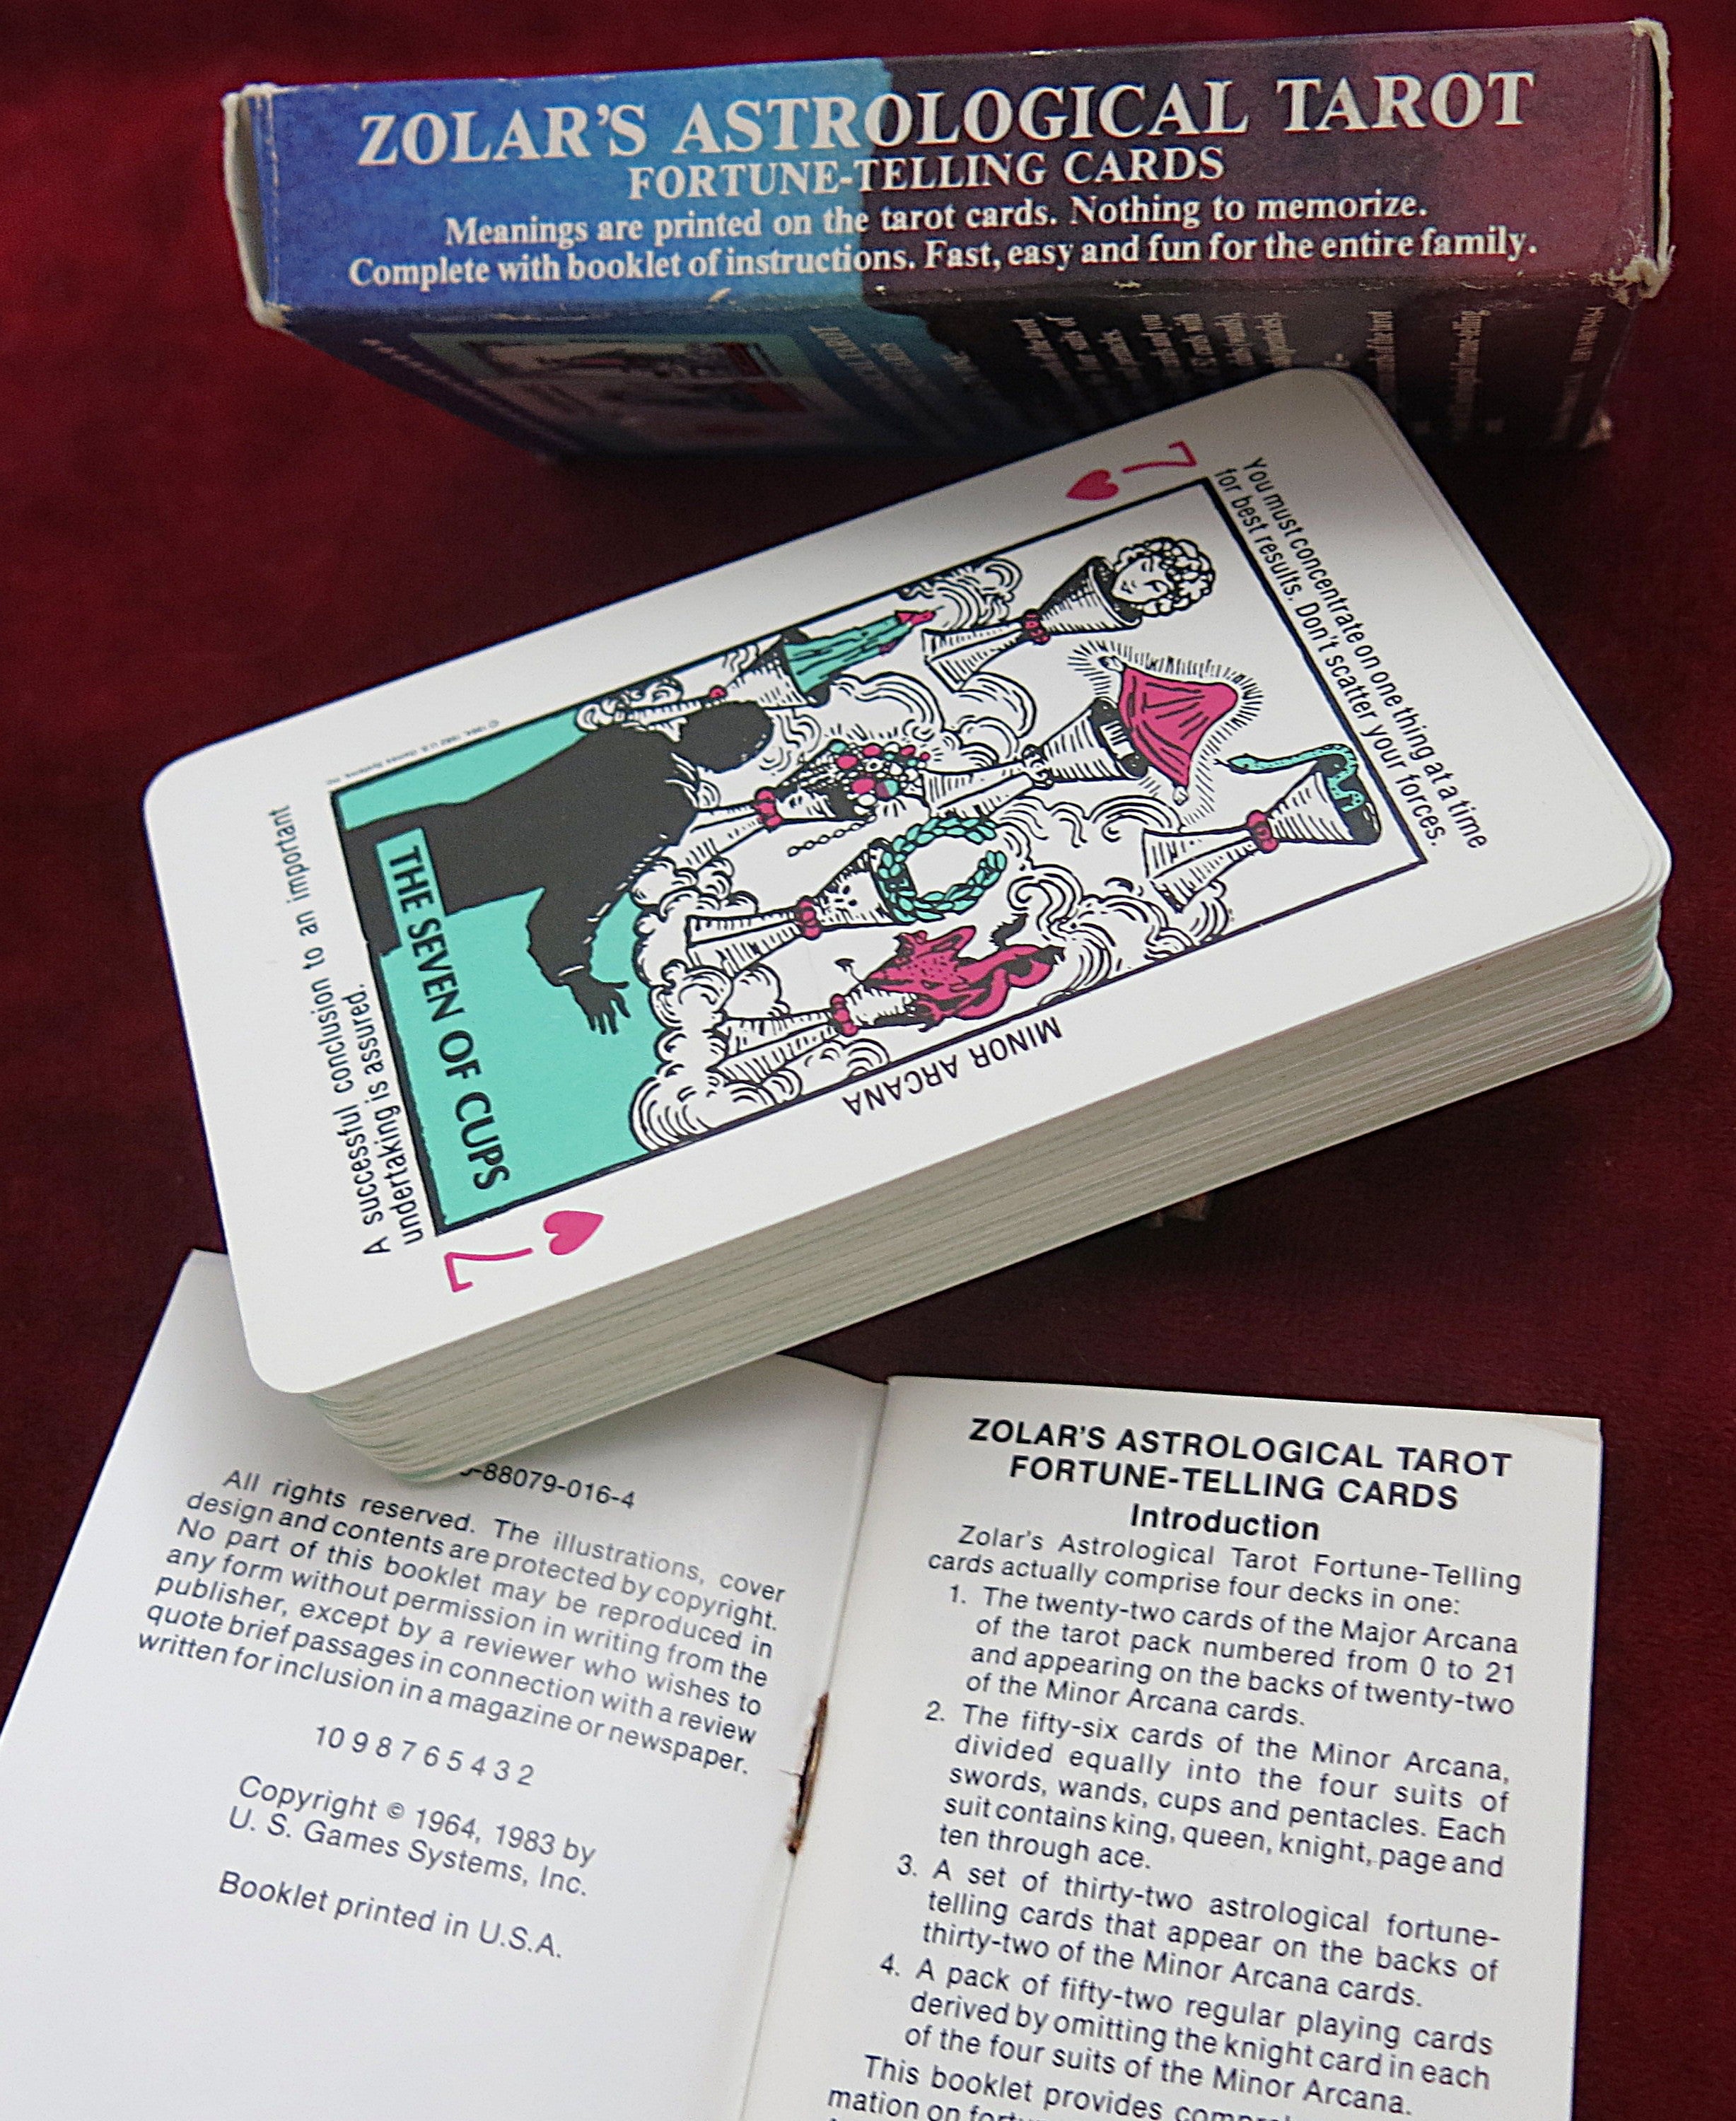 ZOLAR'S ASTROLOGICAL TAROT
FORTUNE-TELLING CARDS
Meanings are printed on the tarot cards. Nothing to memorize.
Complete with booklet of instructions. Fast, easy and fun for the entire family.
7
You must concentrate on one thing at a time
for best results. Don't scatter your forces.
MINOR ARCANA
THE SEVEN OF CUPS
A successful conclusion to an important
undertaking is assured.
7
-88079-016-4
All rights reserved. The illustrations, cover
design and contents are protected by copyright.
No part of this booklet may be reproduced in
any form without permission in writing from the
publisher, except by a reviewer who wishes to
quote brief passages in connection with a review
written for inclusion in a magazine or newspaper.
10 9 8 7 6 5 4 3 2
Copyright © 1964, 1983 by
U. S. Games Systems, Inc.
Booklet printed in U.S.A.
ZOLAR'S ASTROLOGICAL TAROT
FORTUNE-TELLING CARDS
Introduction
Zolar's Astrological Tarot Fortune-Telling
cards actually comprise four decks in one:
1. The twenty-two cards of the Major Arcana
of the tarot pack numbered from 0 to 21
and appearing on the backs of twenty-two
of the Minor Arcana cards.
2. The fifty-six cards of the Minor Arcana,
divided equally into the four suits of
swords, wands, cups and pentacles. Each
suit contains king, queen, knight, page and
ten through ace.
3. A set of thirty-two astrological fortune-
telling cards that appear on the backs of
thirty-two of the Minor Arcana cards.
4. A pack of fifty-two regular playing cards
derived by omitting the knight card in each
of the four suits of the Minor Arcana.
This booklet provides
mation on